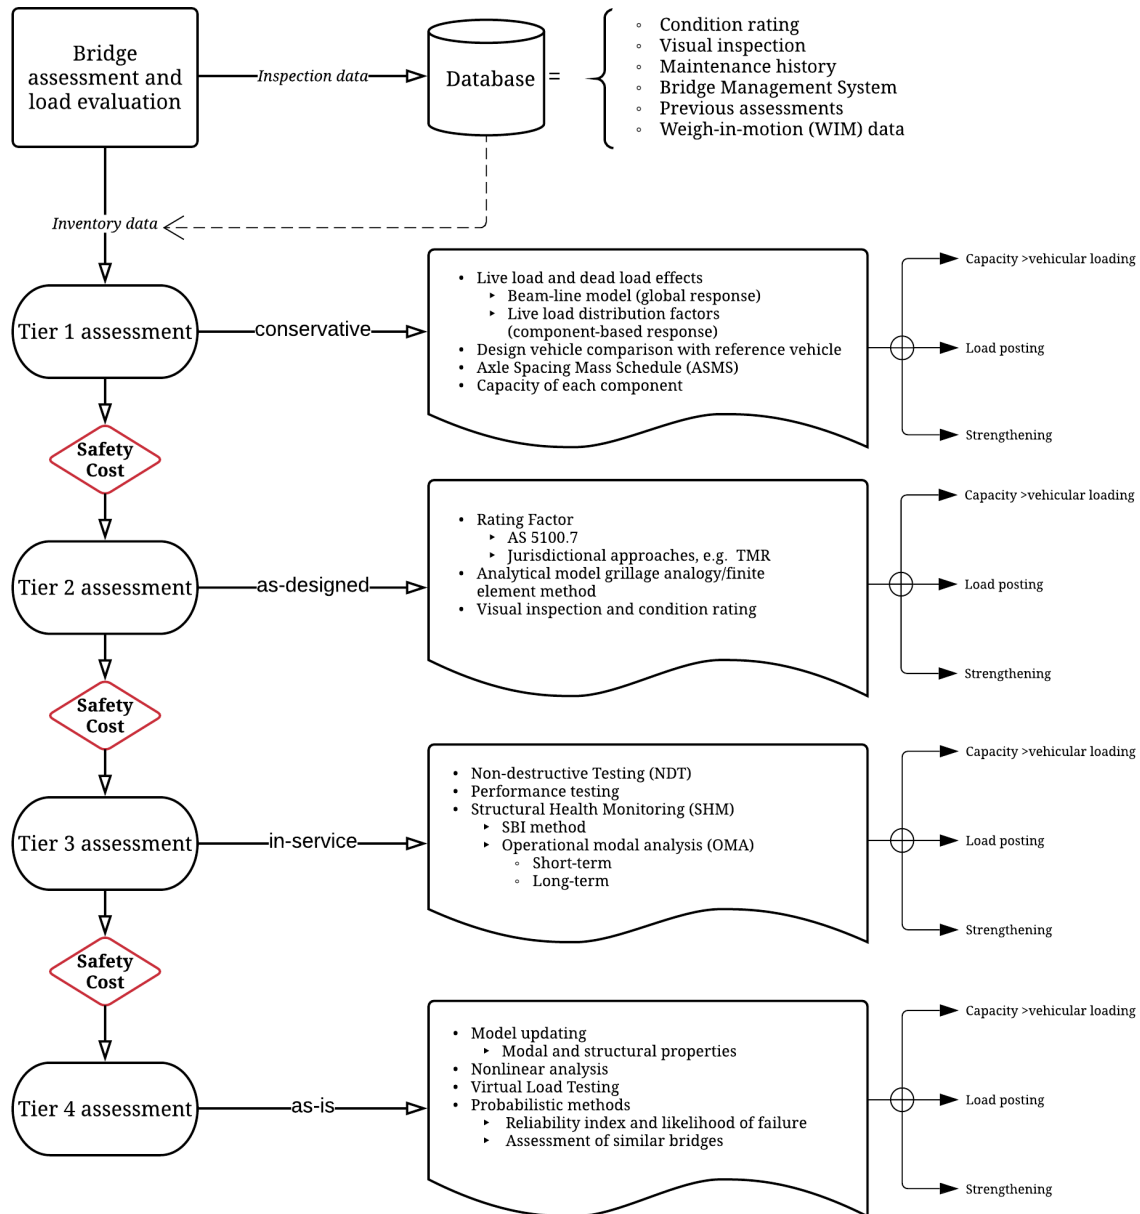 Bridge
assessment and
load evaluation
Inspection data
Database
=
◦ Condition rating
◦ Visual inspection
◦ Maintenance history
◦ Bridge Management System
◦ Previous assessments
◦ Weigh-in-motion (WIM) data
Inventory data
Tier 1 assessment
conservative
• Live load and dead load effects
‣ Beam-line model (global response)
‣ Live load distribution factors
(component-based response)
• Design vehicle comparison with reference vehicle
• Axle Spacing Mass Schedule (ASMS)
• Capacity of each component
Capacity >vehicular loading
Load posting
Strengthening
Safety
Cost
Tier 2 assessment
as-designed
• Rating Factor
‣ AS 5100.7
‣ Jurisdictional approaches, e.g. TMR
• Analytical model grillage analogy/finite
element method
• Visual inspection and condition rating
Capacity >vehicular loading
Load posting
Strengthening
Safety
Cost
Tier 3 assessment
in-service
• Non-destructive Testing (NDT)
• Performance testing
• Structural Health Monitoring (SHM)
‣ SBI method
‣ Operational modal analysis (OMA)
◦ Short-term
◦ Long-term
Capacity >vehicular loading
Load posting
Strengthening
Safety
Cost
Tier 4 assessment
as-is
• Model updating
‣ Modal and structural properties
• Nonlinear analysis
• Virtual Load Testing
• Probabilistic methods
‣ Reliability index and likelihood of failure
‣ Assessment of similar bridges
Capacity >vehicular loading
Load posting
Strengthening